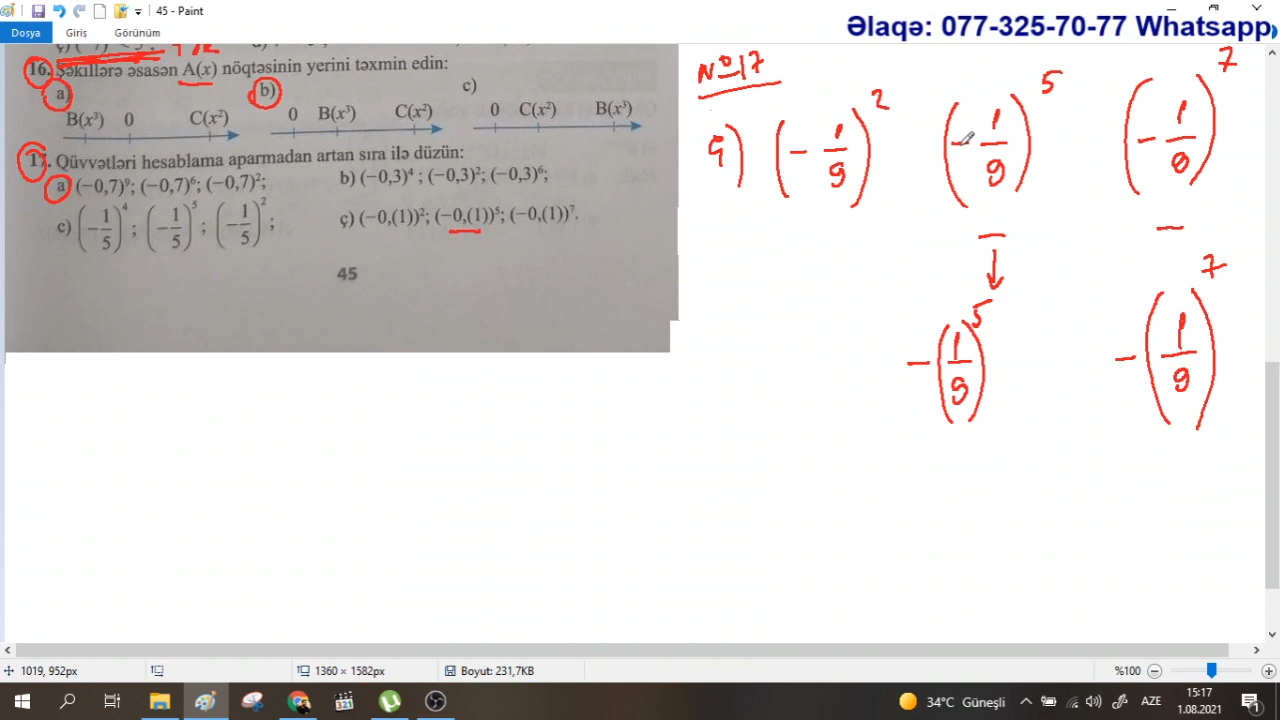 45 - Paint
Əlaqə: 077-325-70-77 Whatsapp
Dosya Giriş Görünüm
16. Şəkillərə əsasən A(x) nöqtəsinin yerini təxmin edin:
a) b) c)
B(x³) 0 C(x²) 0 B(x³) C(x²) 0 C(x²) B(x³)
17. Qüvvətləri hesablama aparmadan artan sıra ilə düzün:
a) (−0,7)⁹; (−0,7)⁶; (−0,7)²; b) (−0,3)⁴ ; (−0,3)²; (−0,3)⁶;
c) (−1/5)⁴ ; (−1/5)⁵ ; (−1/5)² ; ç) (−0,(1))²; (−0,(1))⁵; (−0,(1))⁷.
45
№17
ç) (−1/9)² (−1/9)⁵ (−1/9)⁷
− −
−(1/9)⁵ −(1/9)⁷
1019, 952px 1360 × 1582px Boyut: 231,7KB %100
34°C Güneşli AZE 15:17
1.08.2021